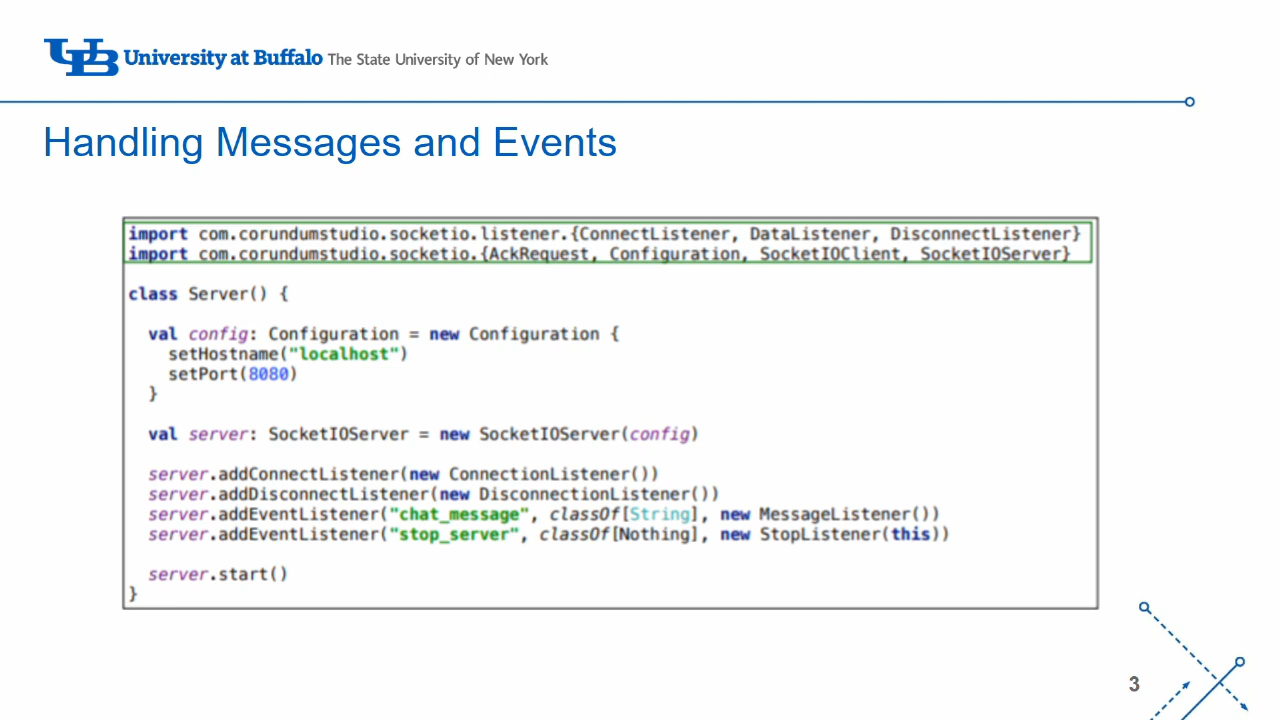 UB University at Buffalo The State University of New York
Handling Messages and Events
import com.corundumstudio.socketio.listener.{ConnectListener, DataListener, DisconnectListener}
import com.corundumstudio.socketio.{AckRequest, Configuration, SocketIOClient, SocketIOServer}
class Server() {
val config: Configuration = new Configuration {
setHostname("localhost")
setPort(8080)
}
val server: SocketIOServer = new SocketIOServer(config)
server.addConnectListener(new ConnectionListener())
server.addDisconnectListener(new DisconnectionListener())
server.addEventListener("chat_message", classOf[String], new MessageListener())
server.addEventListener("stop_server", classOf[Nothing], new StopListener(this))
server.start()
}
3